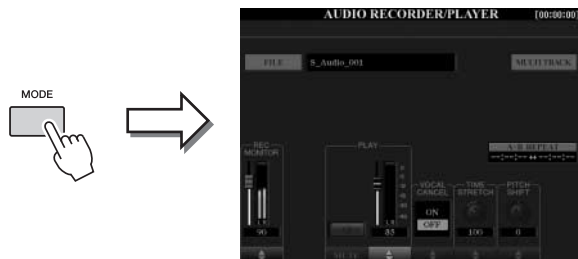 AUDIO RECORDER/PLAYER [00:00:00]
FILE S_Audio_001 MULTI TRACK
MODE
A-B REPEAT
--:--:-- ↔ --:--:--
REC MONITOR
PLAY
VOCAL CANCEL
TIME STRETCH
PITCH SHIFT
ON
OFF
L R
90
L R
85
100
0
MUTE